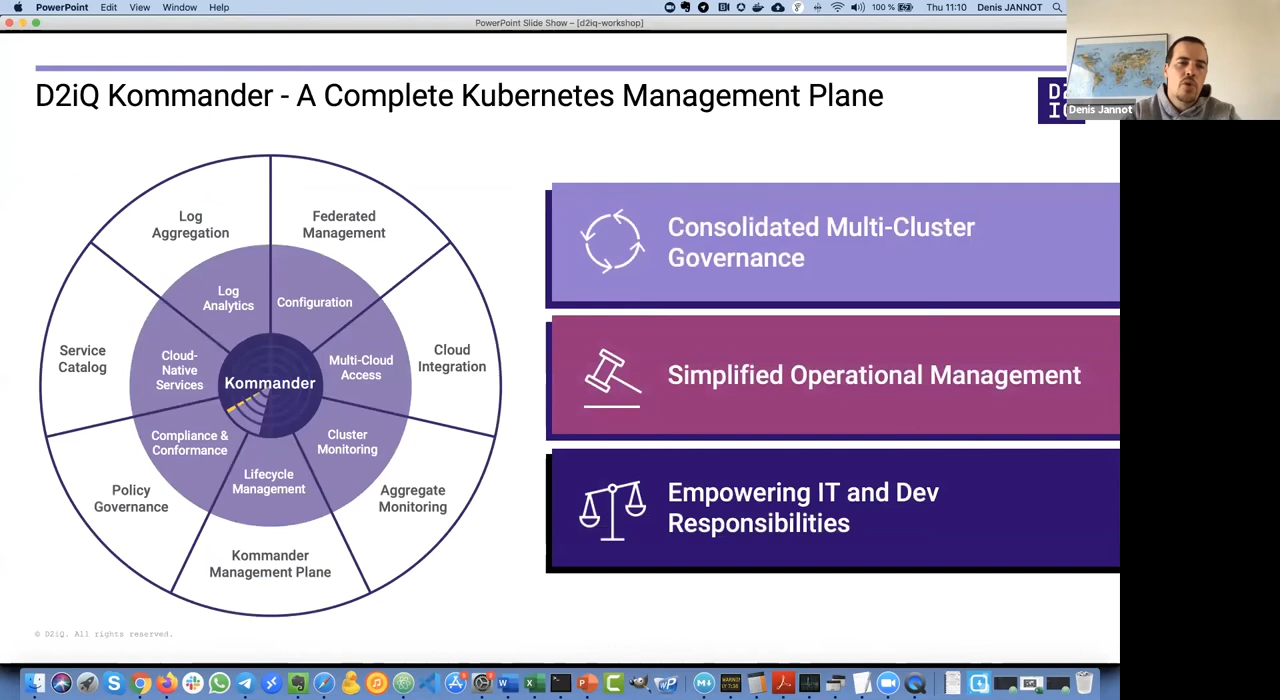 PowerPoint Edit View Window Help
100 % Thu 11:10 Denis JANNOT
PowerPoint Slide Show – [d2iq-workshop]
D2iQ Kommander - A Complete Kubernetes Management Plane
Denis Jannot
Log
Aggregation
Federated
Management
Log
Analytics
Configuration
Service
Catalog
Cloud-
Native
Services
Kommander
Multi-Cloud
Access
Cloud
Integration
Compliance &
Conformance
Cluster
Monitoring
Lifecycle
Management
Policy
Governance
Aggregate
Monitoring
Kommander
Management Plane
Consolidated Multi-Cluster
Governance
Simplified Operational Management
Empowering IT and Dev
Responsibilities
© D2iQ. All rights reserved.